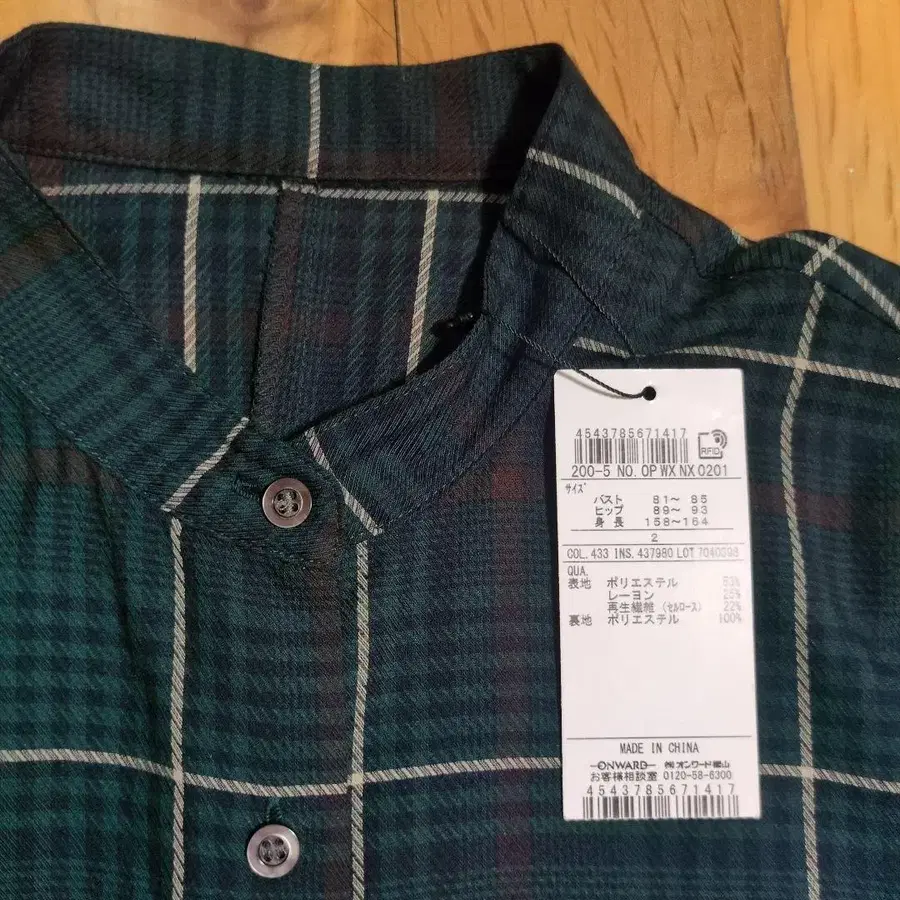 4543785671417
RFID
200-5 NO. OP WX NX 0201
サイズ
バスト 81~ 85
ヒップ 89~ 93
身長 158~164
2
COL. 433 INS. 437980 LOT 7040098
QUA.
表地 ポリエステル 53%
レーヨン 25%
再生繊維 (セルロース) 22%
裏地 ポリエステル 100%
MADE IN CHINA
ONWARD ㈱オンワード樫山
お客様相談室 0120-58-6300
4543785671417